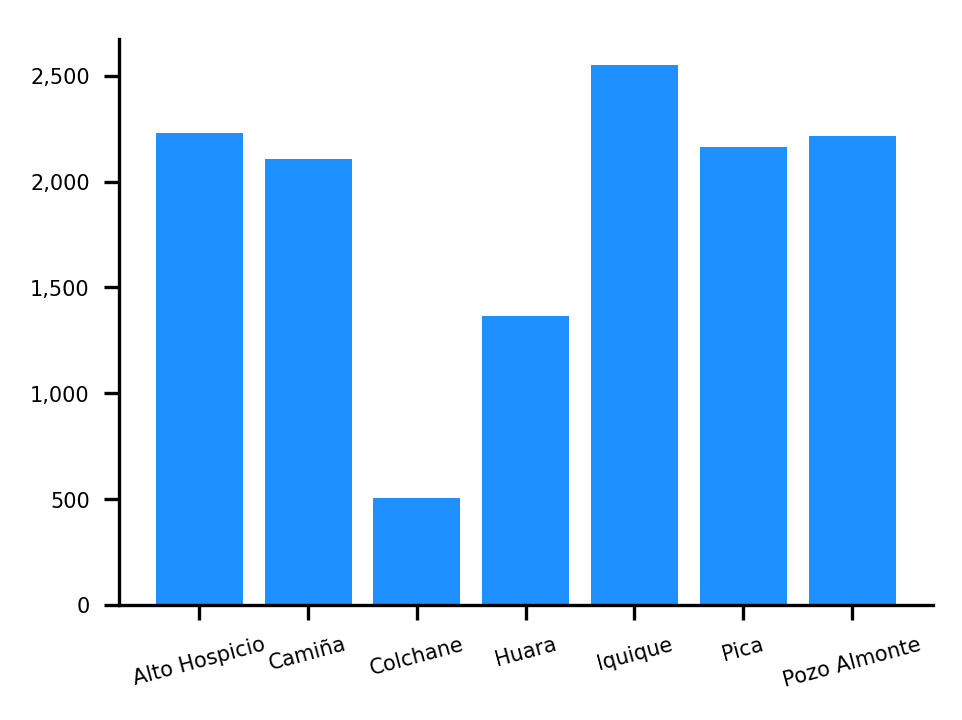 2,500
2,000
1,500
1,000
500
0
Alto Hospicio
Camiña
Colchane
Huara
Iquique
Pica
Pozo Almonte